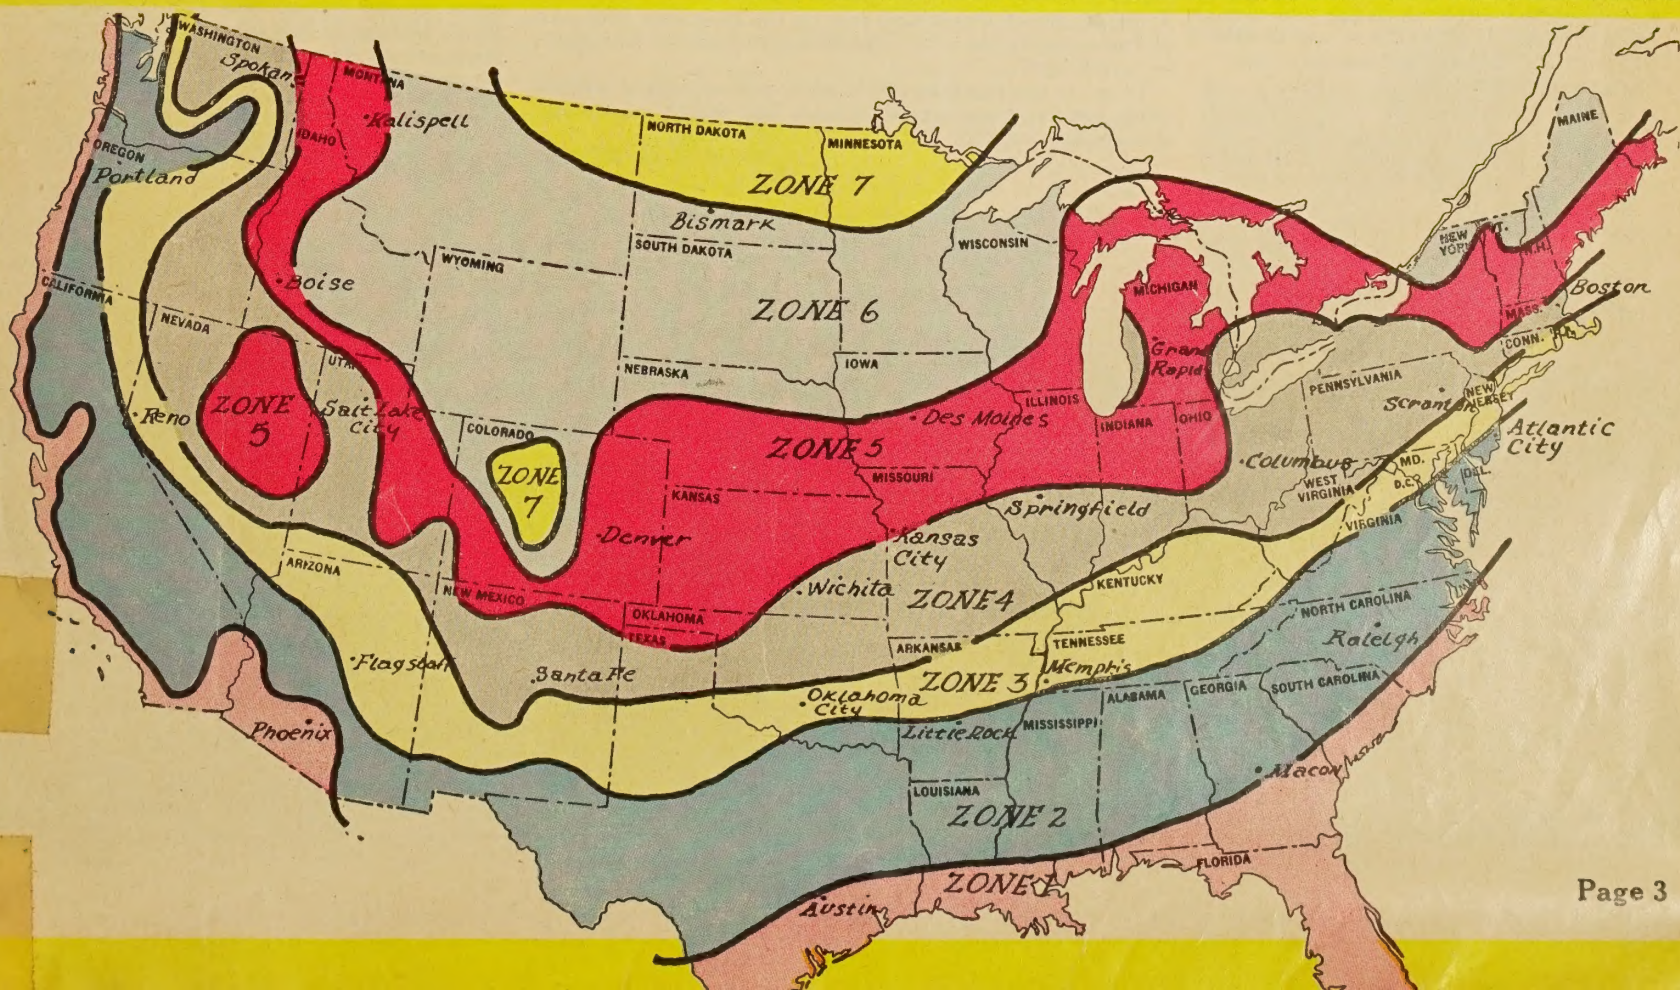 WASHINGTON
Spokane
MONTANA
Kalispell
IDAHO
OREGON
Portland
NORTH DAKOTA
MINNESOTA
ZONE 7
Bismark
SOUTH DAKOTA
WISCONSIN
MAINE
NEW YORK
VT.
N.H.
WYOMING
Boise
CALIFORNIA
NEVADA
ZONE 6
MICHIGAN
Boston
MASS.
CONN.
UTAH
NEBRASKA
IOWA
Grand
Rapids
PENNSYLVANIA
Scranton
NEW JERSEY
ZONE
5
Reno
Salt Lake
City
COLORADO
ZONE
7
ZONE 5
Des Moines
ILLINOIS
INDIANA
OHIO
Atlantic
City
Columbus
MD.
DEL.
D.C.
WEST
VIRGINIA
MISSOURI
KANSAS
Springfield
VIRGINIA
Denver
Kansas
City
ARIZONA
NEW MEXICO
Wichita
ZONE 4
KENTUCKY
NORTH CAROLINA
OKLAHOMA
TEXAS
Raleigh
ARKANSAS
TENNESSEE
Flagstaff
Santa Fe
ZONE 3
Memphis
Oklahoma
City
ALABAMA
GEORGIA
SOUTH CAROLINA
Phoenix
Little Rock
MISSISSIPPI
Macon
LOUISIANA
ZONE 2
FLORIDA
ZONE 1
Austin
Page 3